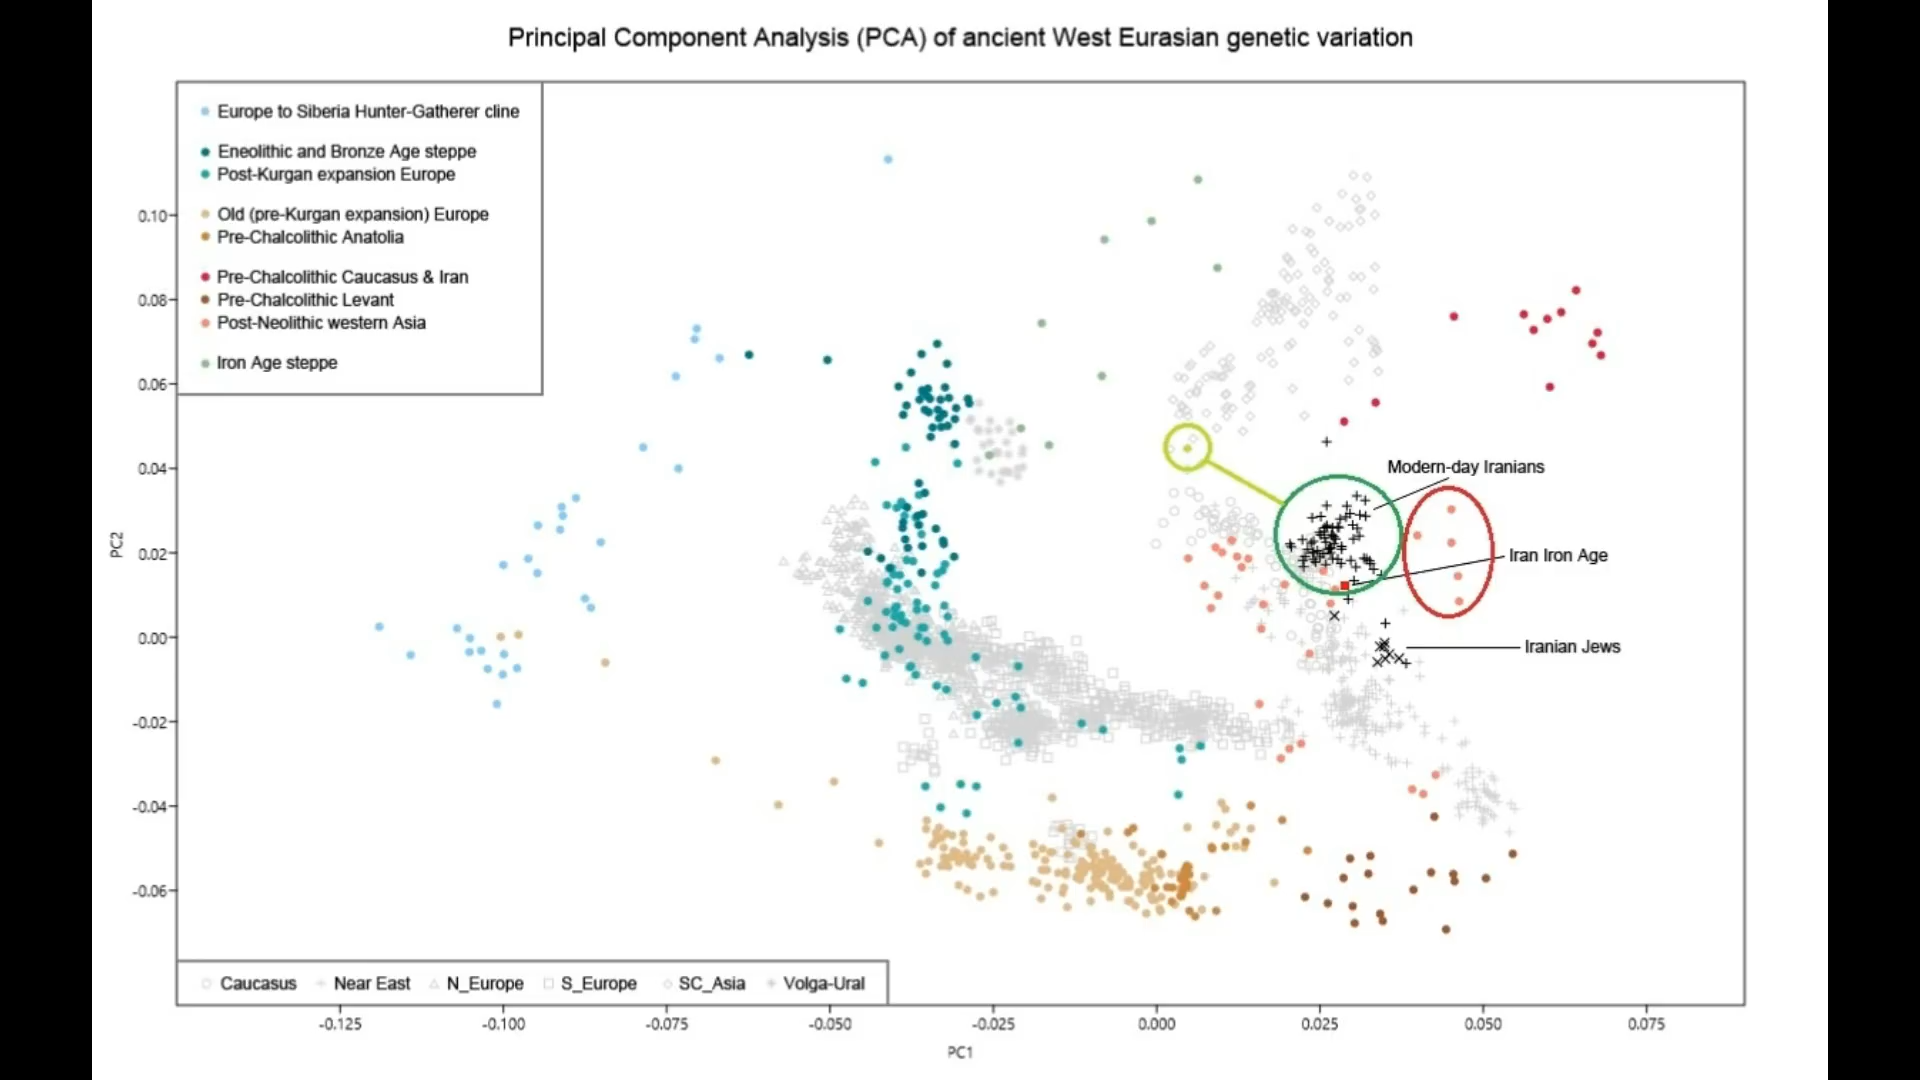 Principal Component Analysis (PCA) of ancient West Eurasian genetic variation
Europe to Siberia Hunter-Gatherer cline
Eneolithic and Bronze Age steppe
Post-Kurgan expansion Europe
Old (pre-Kurgan expansion) Europe
Pre-Chalcolithic Anatolia
Pre-Chalcolithic Caucasus & Iran
Pre-Chalcolithic Levant
Post-Neolithic western Asia
Iron Age steppe
0.10
0.08
0.06
0.04
0.02
0.00
-0.02
-0.04
-0.06
PC2
Modern-day Iranians
Iran Iron Age
Iranian Jews
Caucasus Near East N_Europe S_Europe SC_Asia Volga-Ural
-0.125 -0.100 -0.075 -0.050 -0.025 0.000 0.025 0.050 0.075
PC1